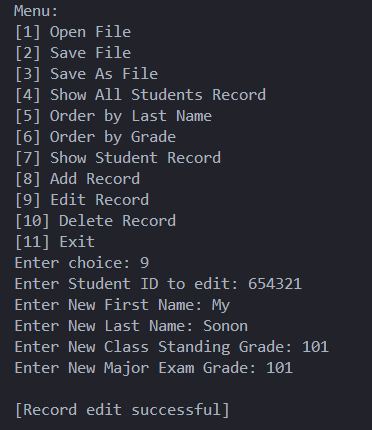 Menu:
[1] Open File
[2] Save File
[3] Save As File
[4] Show All Students Record
[5] Order by Last Name
[6] Order by Grade
[7] Show Student Record
[8] Add Record
[9] Edit Record
[10] Delete Record
[11] Exit
Enter choice: 9
Enter Student ID to edit: 654321
Enter New First Name: My
Enter New Last Name: Sonon
Enter New Class Standing Grade: 101
Enter New Major Exam Grade: 101
[Record edit successful]